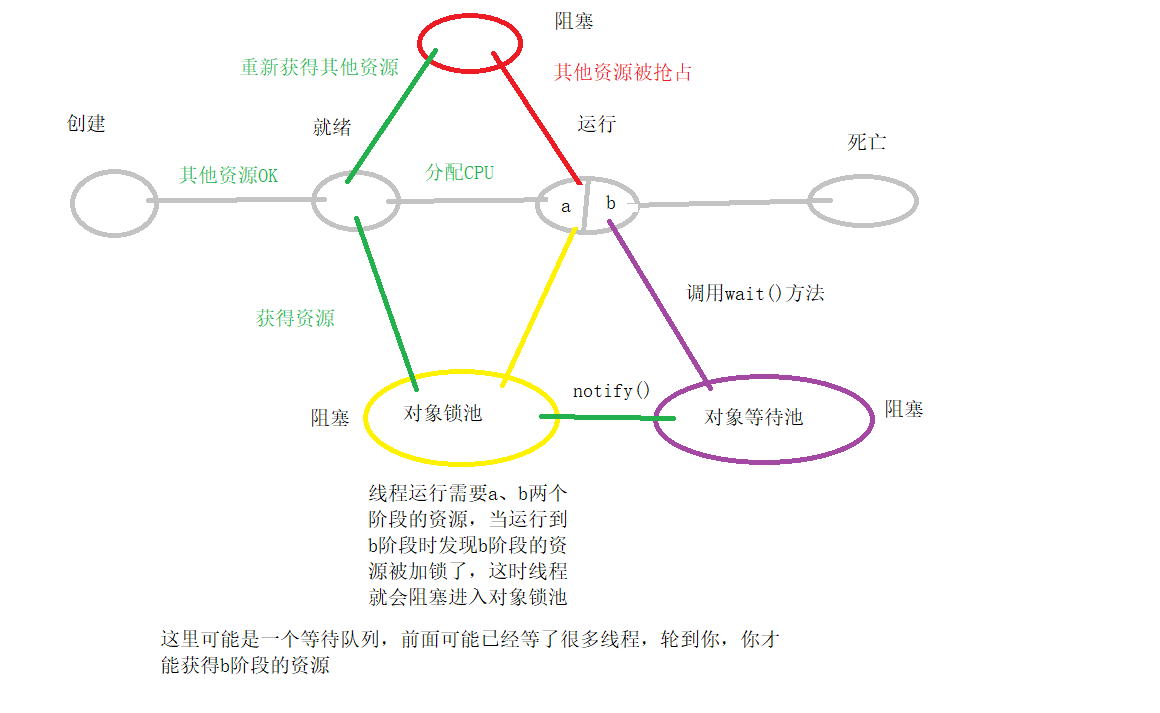 阻塞
重新获得其他资源
其他资源被抢占
创建
就绪
运行
死亡
其他资源OK
分配CPU
a
b
调用wait()方法
获得资源
notify()
阻塞
对象锁池
对象等待池
阻塞
线程运行需要a、b两个
阶段的资源，当运行到
b阶段时发现b阶段的资
源被加锁了，这时线程
就会阻塞进入对象锁池
这里可能是一个等待队列，前面可能已经等了很多线程，轮到你，你才
能获得b阶段的资源